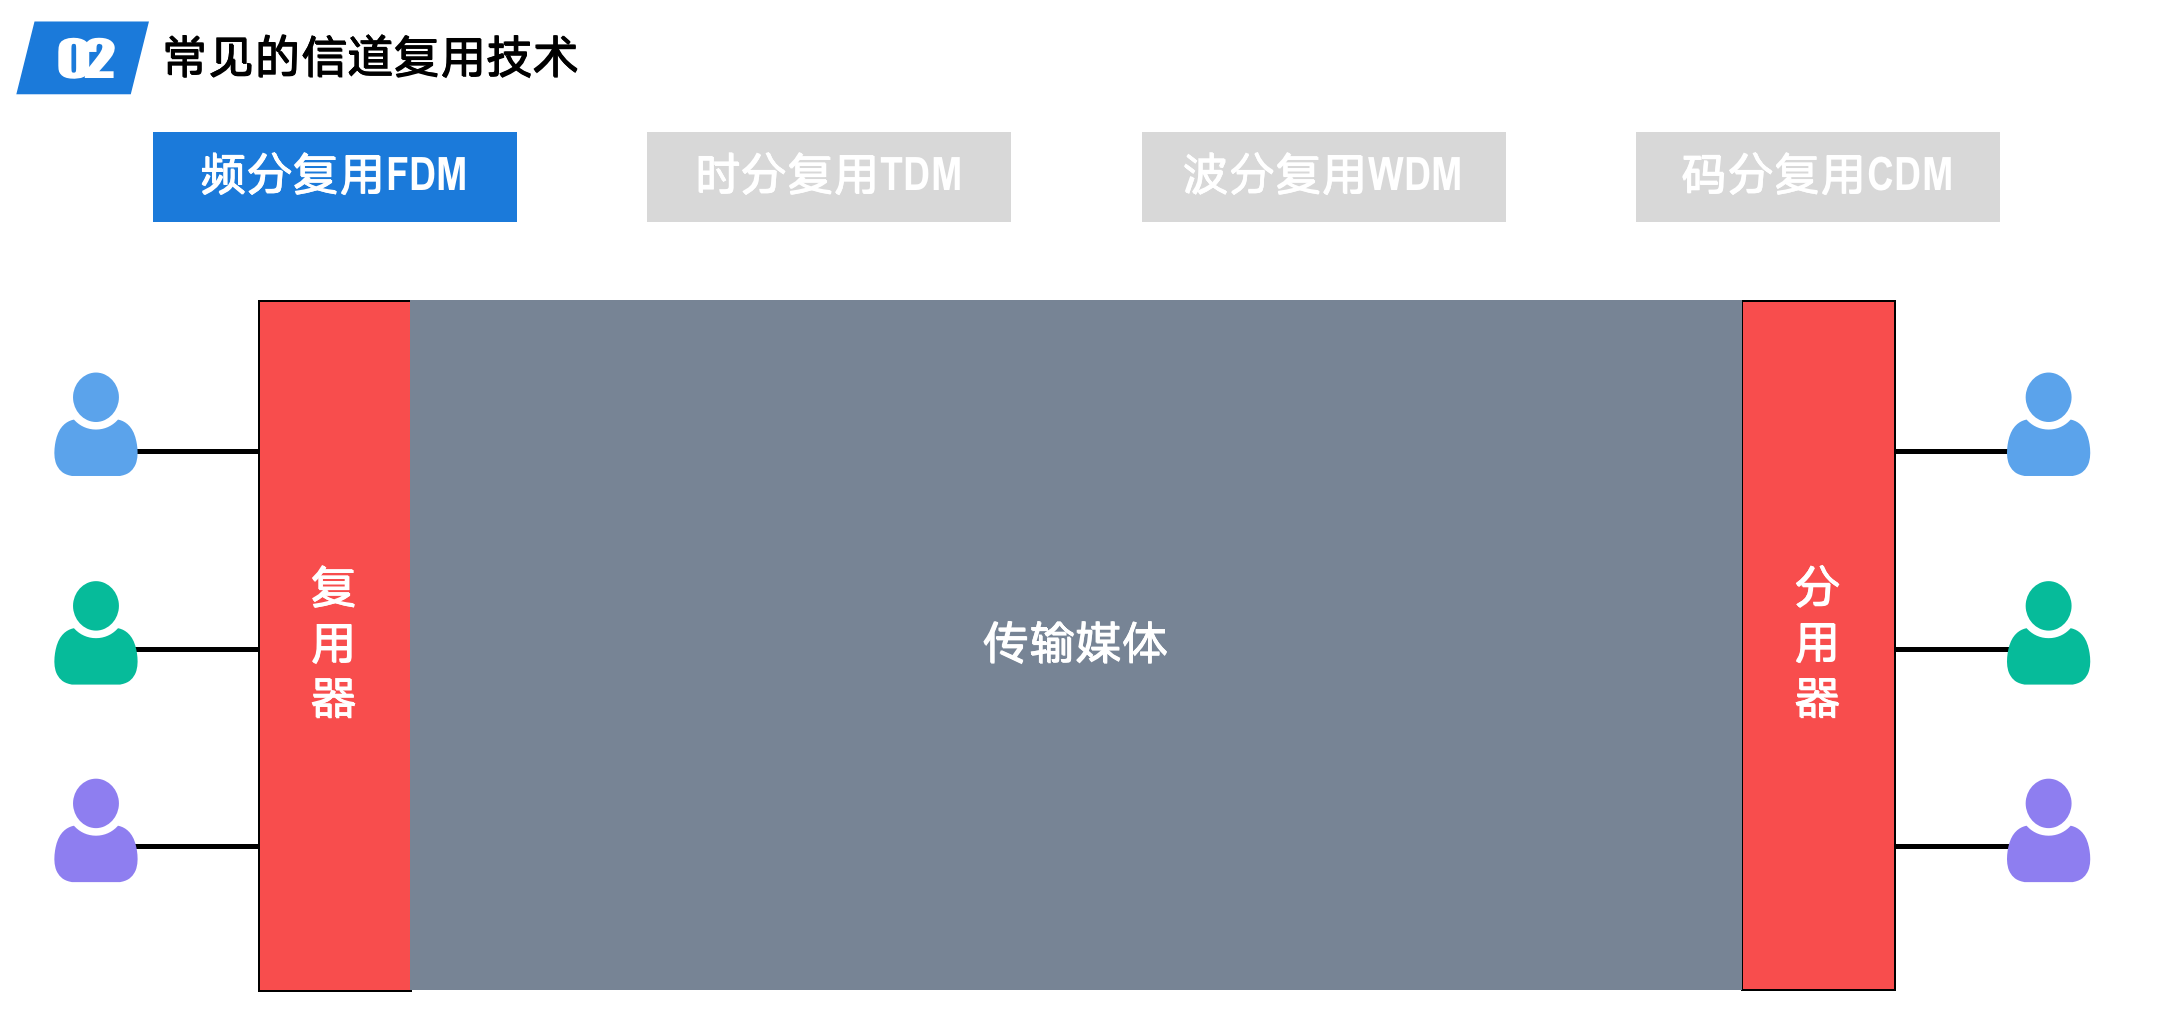 02 常见的信道复用技术
频分复用FDM
时分复用TDM
波分复用WDM
码分复用CDM
复用器
传输媒体
分用器